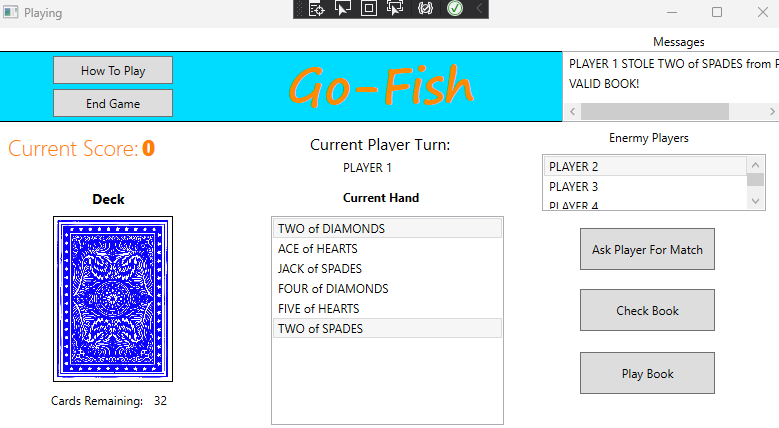 Playing
Messages
How To Play
End Game
Go-Fish
PLAYER 1 STOLE TWO of SPADES from
VALID BOOK!
Current Score: 0
Current Player Turn:
PLAYER 1
Enermy Players
PLAYER 2
PLAYER 3
PLAYER 4
Deck
Current Hand
TWO of DIAMONDS
ACE of HEARTS
JACK of SPADES
FOUR of DIAMONDS
FIVE of HEARTS
TWO of SPADES
Ask Player For Match
Check Book
Play Book
Cards Remaining: 32